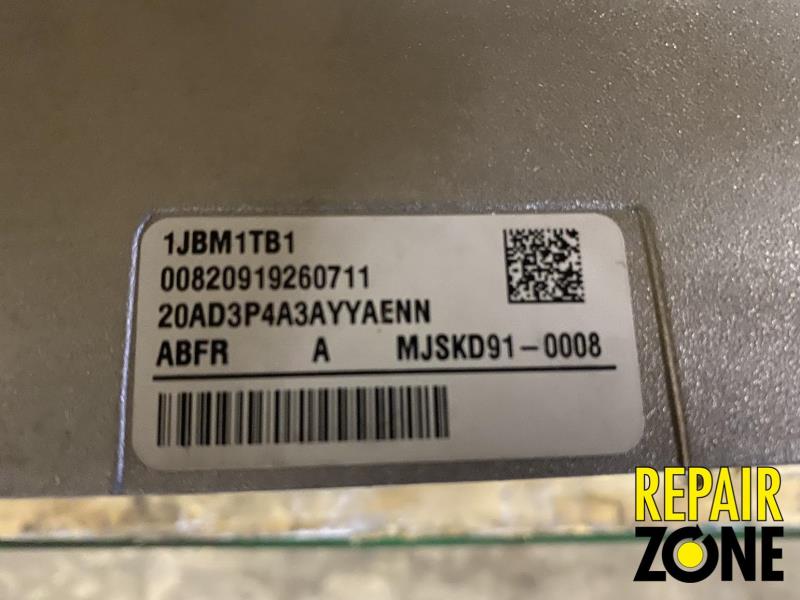 1JBM1TB1
00820919260711
20AD3P4A3AYYAENN
ABFR A MJSKD91-0008
REPAIR
ZONE